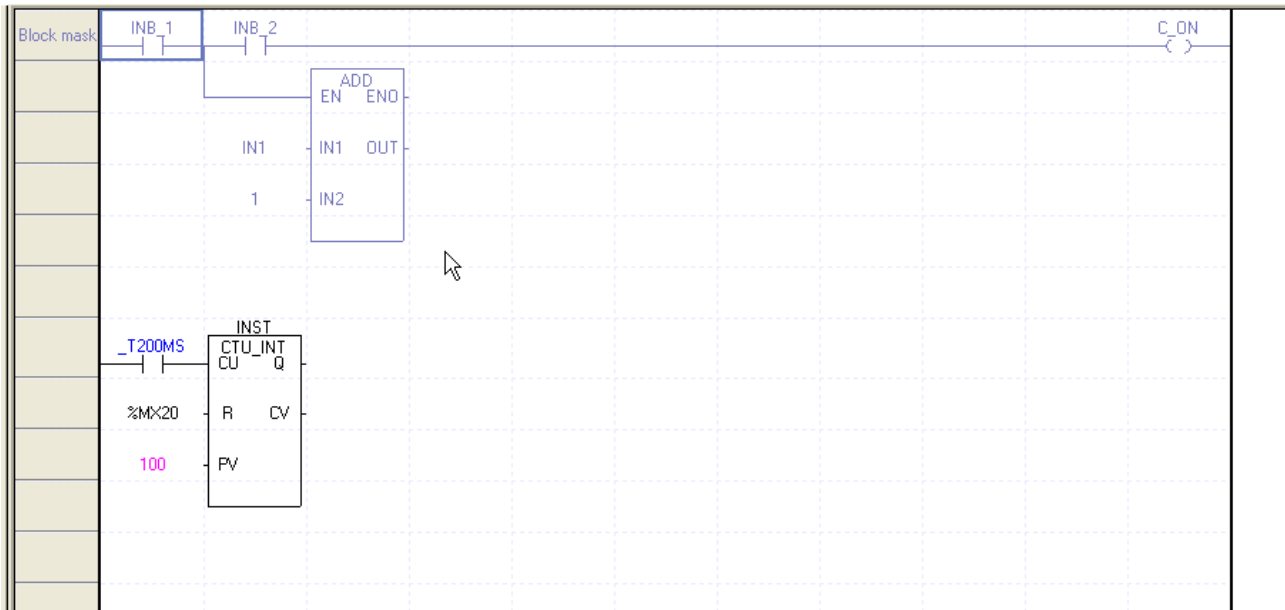 Block mask INB_1 INB_2 C_ON
ADD
EN ENO
IN1 IN1 OUT
1 IN2
INST
_T200MS CTU_INT
CU Q
%MX20 R CV
100 PV